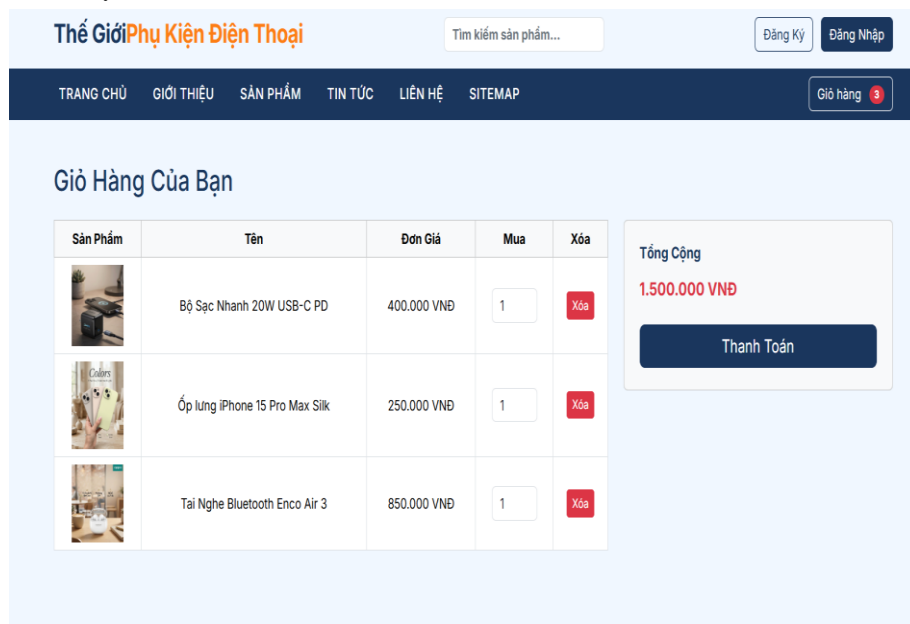 Thế GiớiPhụ Kiện Điện Thoại
Tìm kiếm sản phẩm...
Đăng Ký
Đăng Nhập
TRANG CHỦ GIỚI THIỆU SẢN PHẨM TIN TỨC LIÊN HỆ SITEMAP
Giỏ hàng 3
Giỏ Hàng Của Bạn
Sản Phẩm Tên Đơn Giá Mua Xóa
Bộ Sạc Nhanh 20W USB-C PD 400.000 VNĐ 1 Xóa
Colors
Ốp lưng iPhone 15 Pro Max Silk 250.000 VNĐ 1 Xóa
Tai Nghe Bluetooth Enco Air 3 850.000 VNĐ 1 Xóa
Tổng Cộng
1.500.000 VNĐ
Thanh Toán